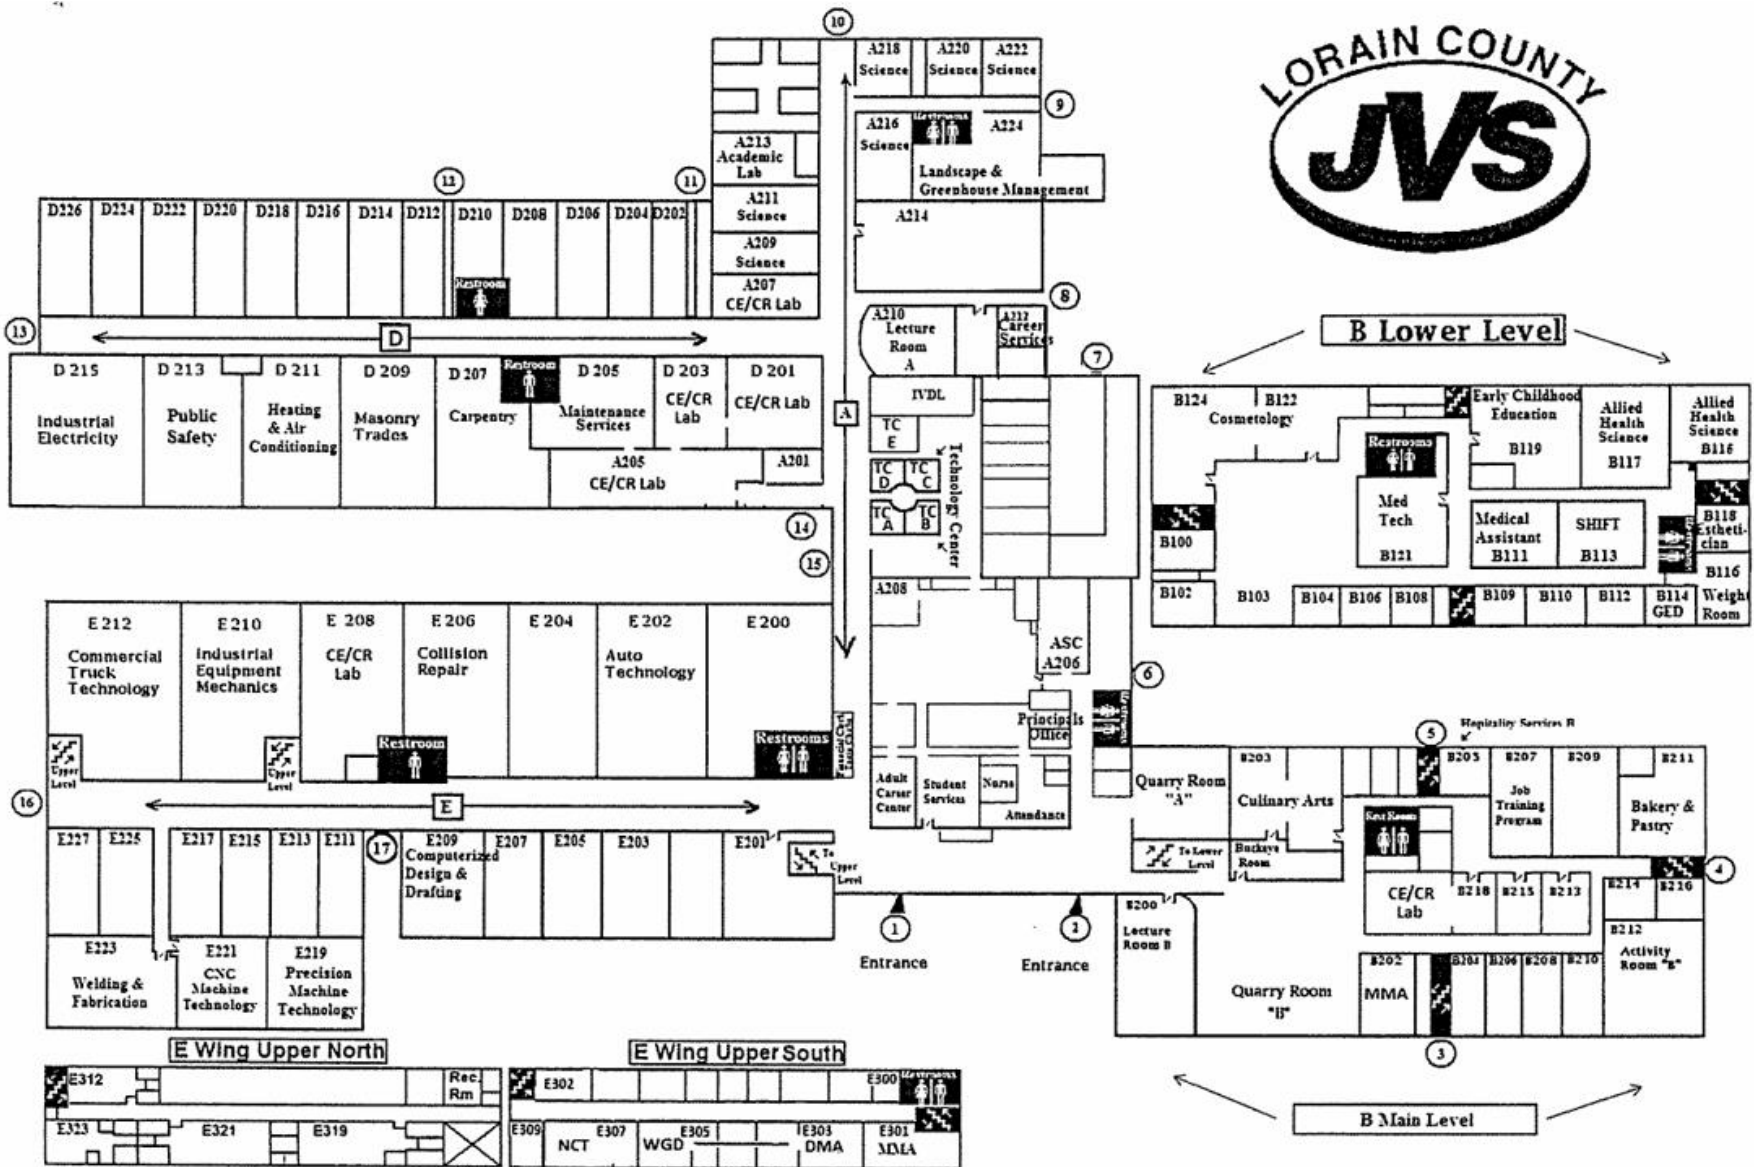 LORAIN COUNTY
JVS
10
A218
Science
A220
Science
A222
Science
9
A216
Science
Restrooms
A224
Landscape &
Greenhouse Management
A214
A213
Academic
Lab
A211
Science
A209
Science
A207
CE/CR Lab
12
11
D226
D224
D222
D220
D218
D216
D214
D212
D210
D208
D206
D204
D202
Restroom
13
D
D 215
Industrial
Electricity
D 213
Public
Safety
D 211
Heating
& Air
Conditioning
D 209
Masonry
Trades
D 207
Carpentry
Restroom
D 205
Maintenance
Services
D 203
CE/CR
Lab
D 201
CE/CR Lab
A205
CE/CR Lab
A201
14
15
A
8
A210
Lecture
Room
A
A212
Career
Services
7
IVDL
TC
E
TC
D
TC
C
TC
A
TC
B
Technology Center
A208
ASC
A206
6
Principals
Office
Adult
Career
Center
Student
Services
Nurse
Attendance
E 212
Commercial
Truck
Technology
E 210
Industrial
Equipment
Mechanics
E 208
CE/CR
Lab
E 206
Collision
Repair
E 204
E 202
Auto
Technology
E 200
Upper
Level
Upper
Level
Restroom
Restrooms
16
E
E227
E225
E217
E215
E213
E211
17
E209
Computerized
Design &
Drafting
E207
E205
E203
E201
To
Upper
Level
E223
Welding &
Fabrication
E221
CNC
Machine
Technology
E219
Precision
Machine
Technology
1
Entrance
2
Entrance
B Lower Level
B124
B122
Cosmetology
Early Childhood
Education
B119
Allied
Health
Science
B117
Allied
Health
Science
B116
Restrooms
Med
Tech
B121
Medical
Assistant
B111
SHIFT
B113
B118
Estheti-
cian
B100
B102
B103
B104
B106
B108
B109
B110
B112
B114
GED
B116
Weight
Room
5
Hopitality Services B
Quarry Room
"A"
B203
Culinary Arts
B205
B207
Job
Training
Program
B209
B211
Bakery &
Pastry
Rest Room
To Lower
Level
Buckeye
Room
4
CE/CR
Lab
B218
B215
B213
B214
B216
B200
Lecture
Room B
Quarry Room
"B"
B202
MMA
B204
B206
B208
B210
B212
Activity
Room "B"
3
B Main Level
E Wing Upper North
E312
Rec.
Rm
E323
E321
E319
E Wing Upper South
E302
E300
Restrooms
E309
NCT
E307
WGD
E305
E303
DMA
E301
MMA